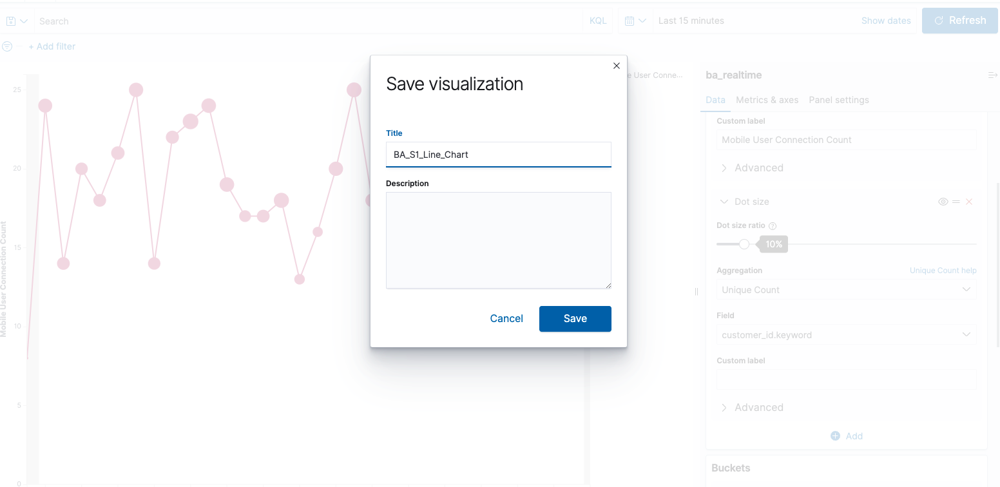 Search
KQL
Last 15 minutes
Show dates
Refresh
+ Add filter
Save visualization
Title
BA_S1_Line_Chart
Description
Cancel
Save
25
20
15
10
5
0
Mobile User Connection Count
e User Conne...
ba_realtime
Data
Metrics & axes
Panel settings
Custom label
Mobile User Connection Count
Advanced
Dot size
Dot size ratio
10%
Aggregation
Unique Count help
Unique Count
Field
customer_id.keyword
Custom label
Advanced
Add
Buckets